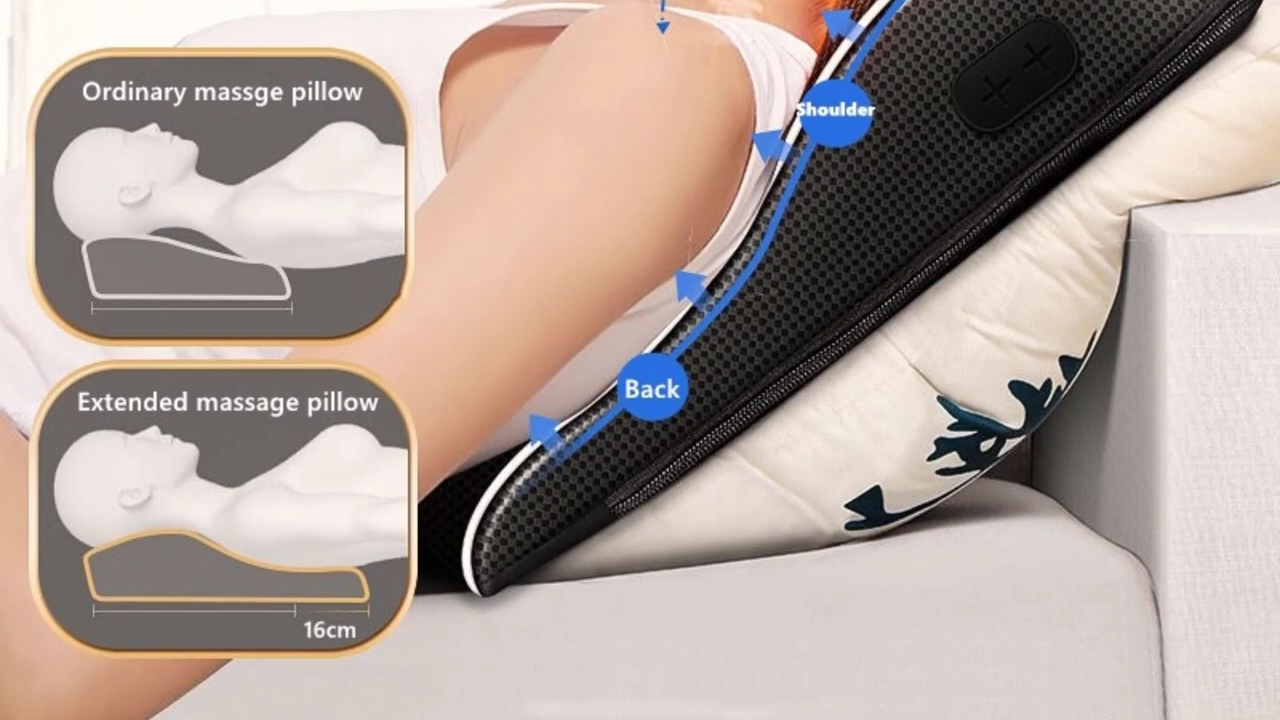 Ordinary massge pillow
Shoulder
Back
Extended massage pillow
16cm